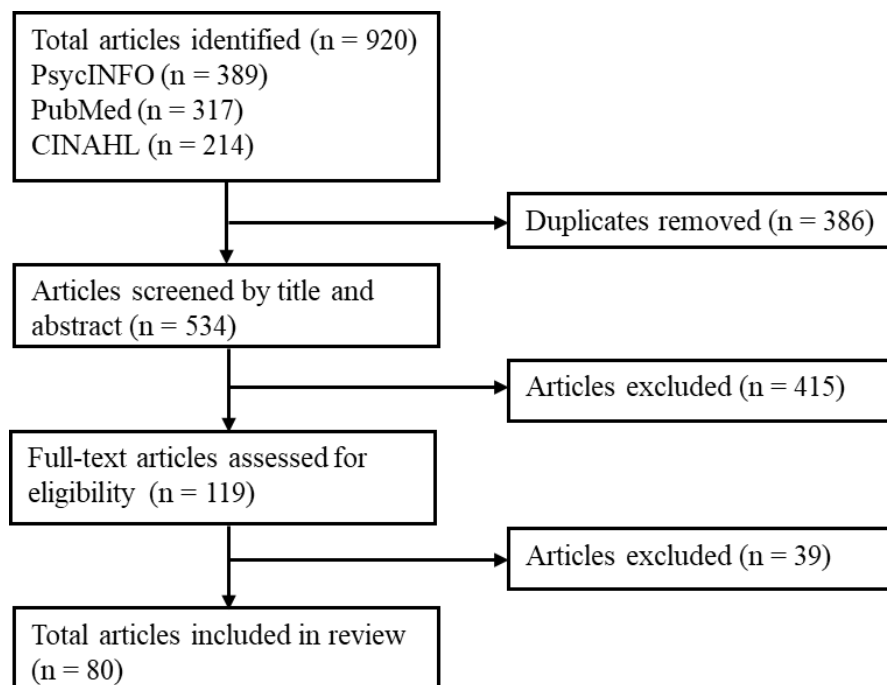 Total articles identified (n = 920)
PsycINFO (n = 389)
PubMed (n = 317)
CINAHL (n = 214)
Duplicates removed (n = 386)
Articles screened by title and
abstract (n = 534)
Articles excluded (n = 415)
Full-text articles assessed for
eligibility (n = 119)
Articles excluded (n = 39)
Total articles included in review
(n = 80)